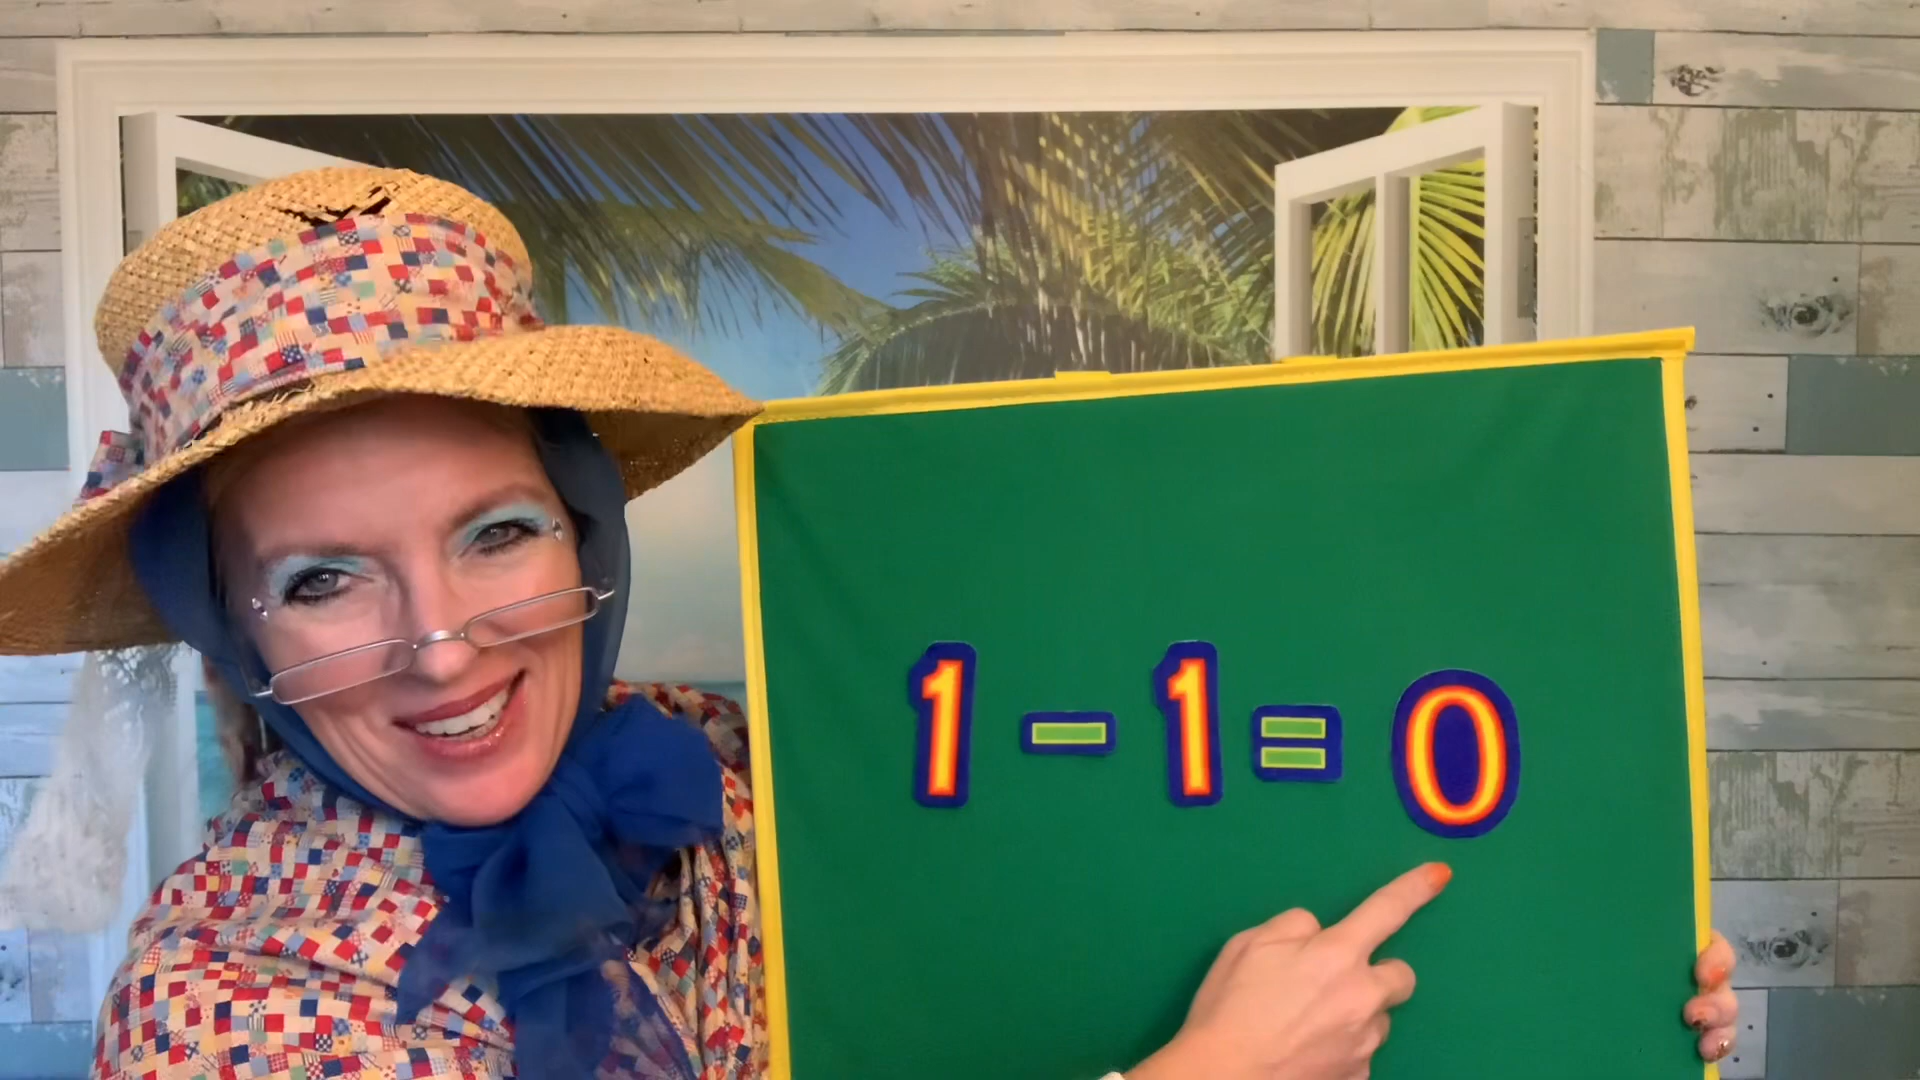 1 - 1 = 0